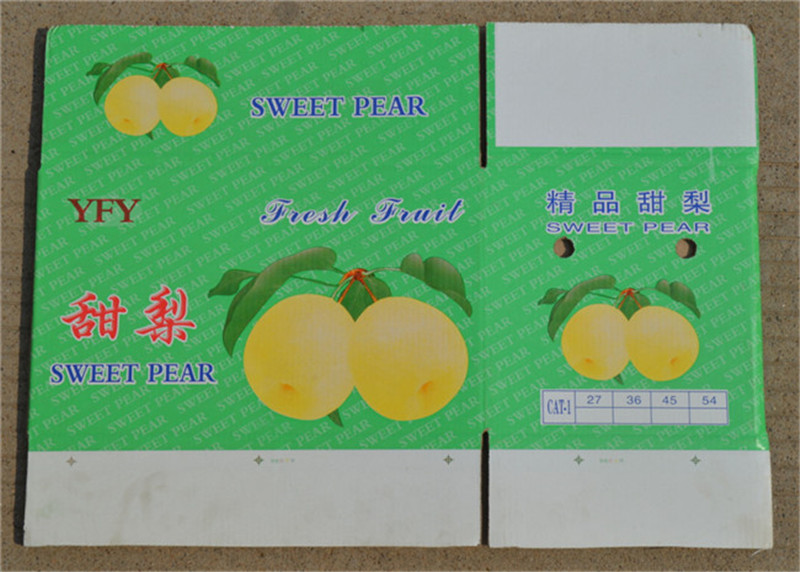 SWEET PEAR
YFY
Fresh Fruit
甜梨
SWEET PEAR
精品甜梨
SWEET PEAR
CAT-1 27 36 45 54